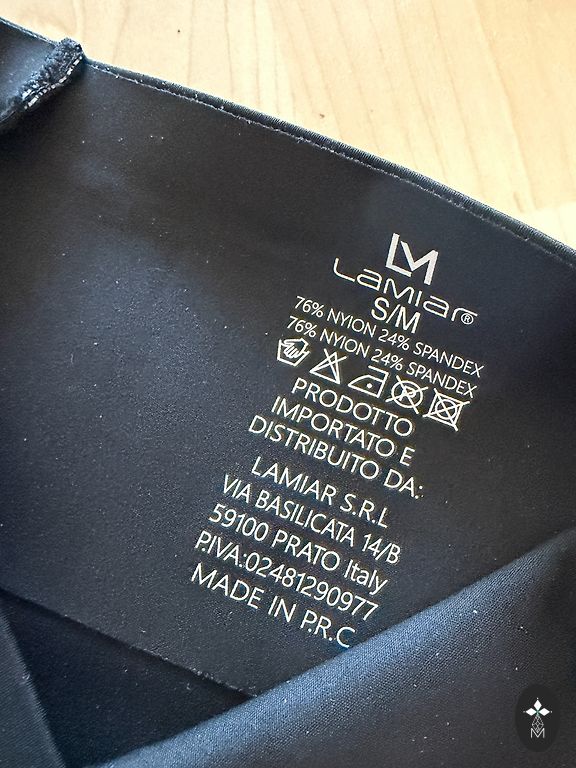 LM
LAMIAR®
S/M
76% NYION 24% SPANDEX
76% NYION 24% SPANDEX
PRODOTTO
IMPORTATO E
DISTRIBUITO DA:
LAMIAR S.R.L
VIA BASILICATA 14/B
59100 PRATO Italy
P.IVA:02481290977
MADE IN P.R.C
M